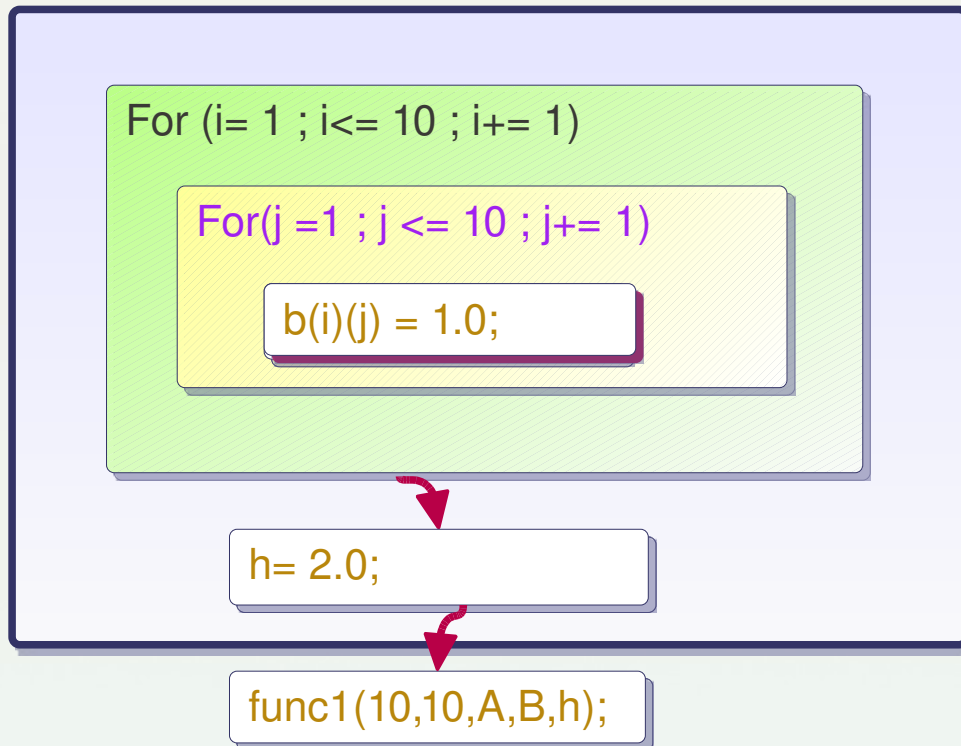 For (i= 1 ; i<= 10 ; i+= 1)
For(j =1 ; j <= 10 ; j+= 1)
b(i)(j) = 1.0;
h= 2.0;
func1(10,10,A,B,h);